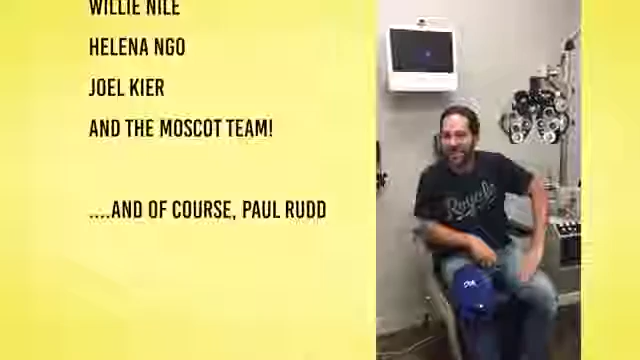 WILLIE NILE
HELENA NGO
JOEL KIER
AND THE MOSCOT TEAM!
....AND OF COURSE, PAUL RUDD
Royals